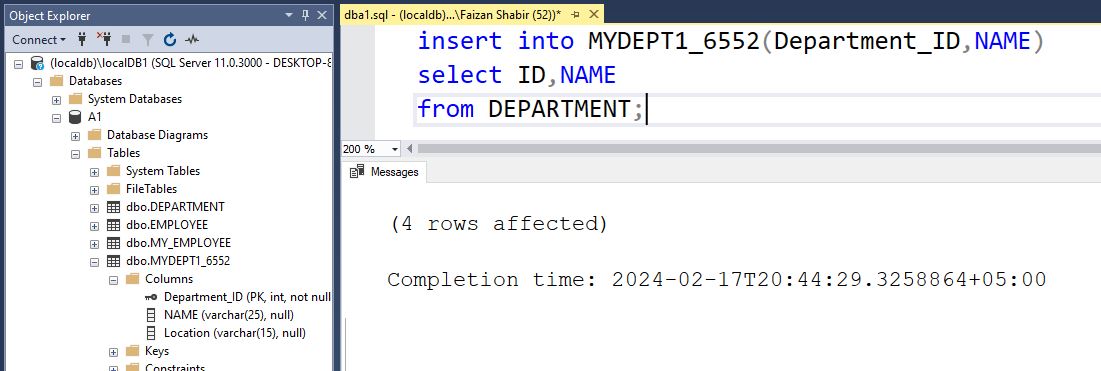 Object Explorer
Connect
(localdb)\localDB1 (SQL Server 11.0.3000 - DESKTOP-8
Databases
System Databases
A1
Database Diagrams
Tables
System Tables
FileTables
dbo.DEPARTMENT
dbo.EMPLOYEE
dbo.MY_EMPLOYEE
dbo.MYDEPT1_6552
Columns
Department_ID (PK, int, not null
NAME (varchar(25), null)
Location (varchar(15), null)
Keys
Constraints
dba1.sql - (localdb)...\Faizan Shabir (52))*
insert into MYDEPT1_6552(Department_ID,NAME)
select ID,NAME
from DEPARTMENT;
200 %
Messages
(4 rows affected)
Completion time: 2024-02-17T20:44:29.3258864+05:00